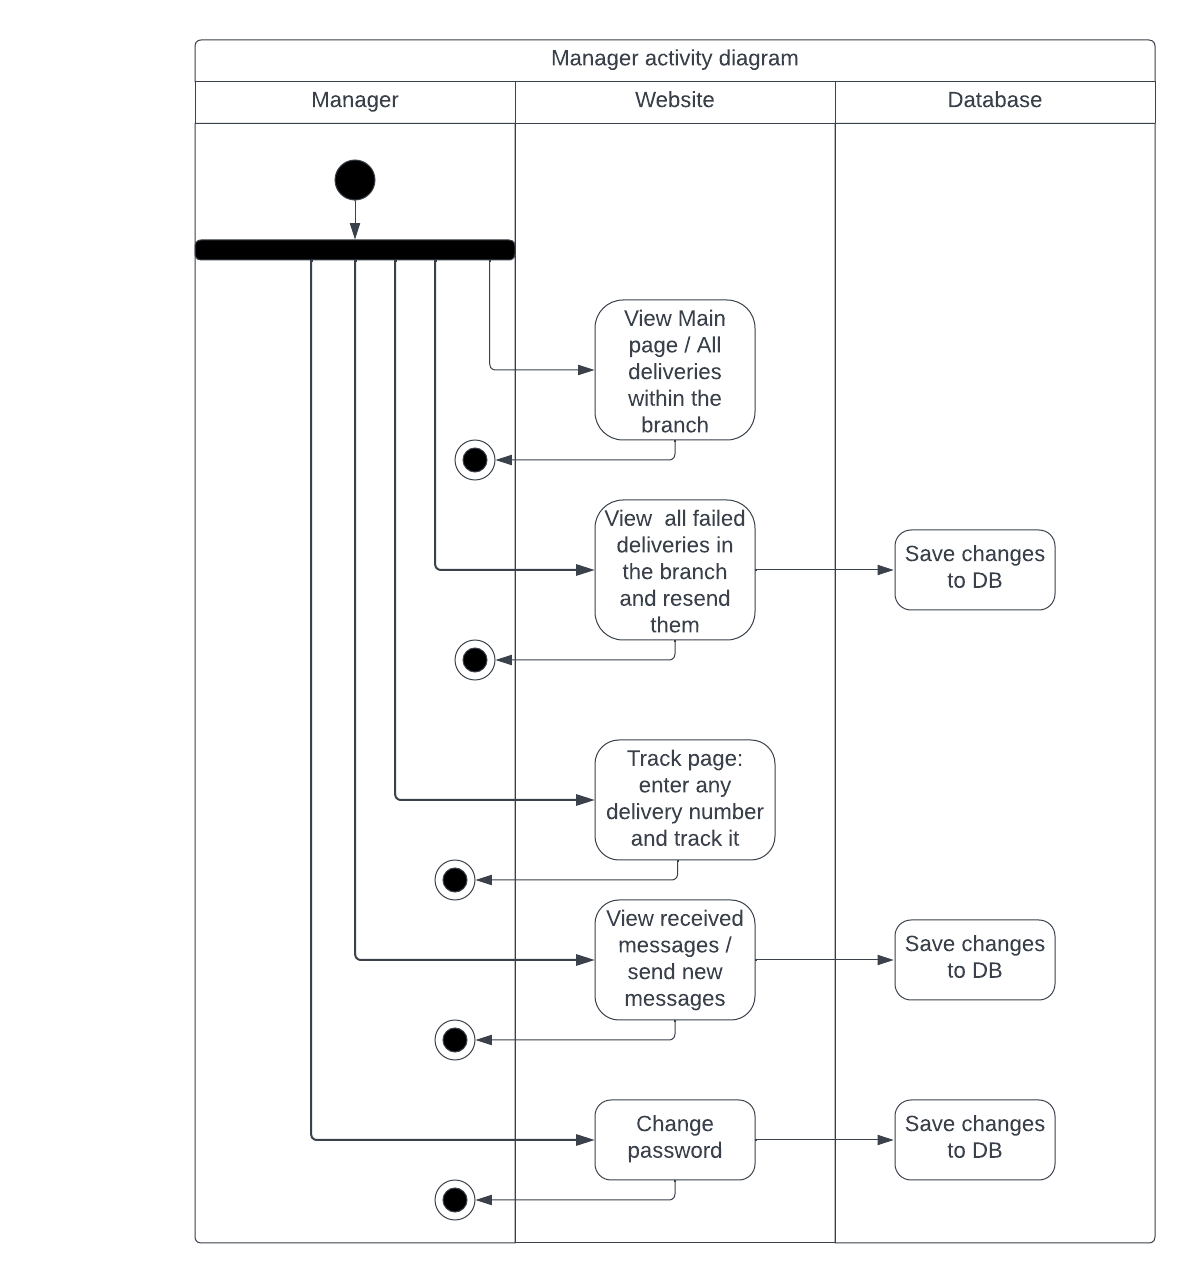 Manager activity diagram
Manager
Website
Database
View Main
page / All
deliveries
within the
branch
View  all failed
deliveries in
the branch
and resend
them
Save changes
to DB
Track page:
enter any
delivery number
and track it
View received
messages /
send new
messages
Save changes
to DB
Change
password
Save changes
to DB